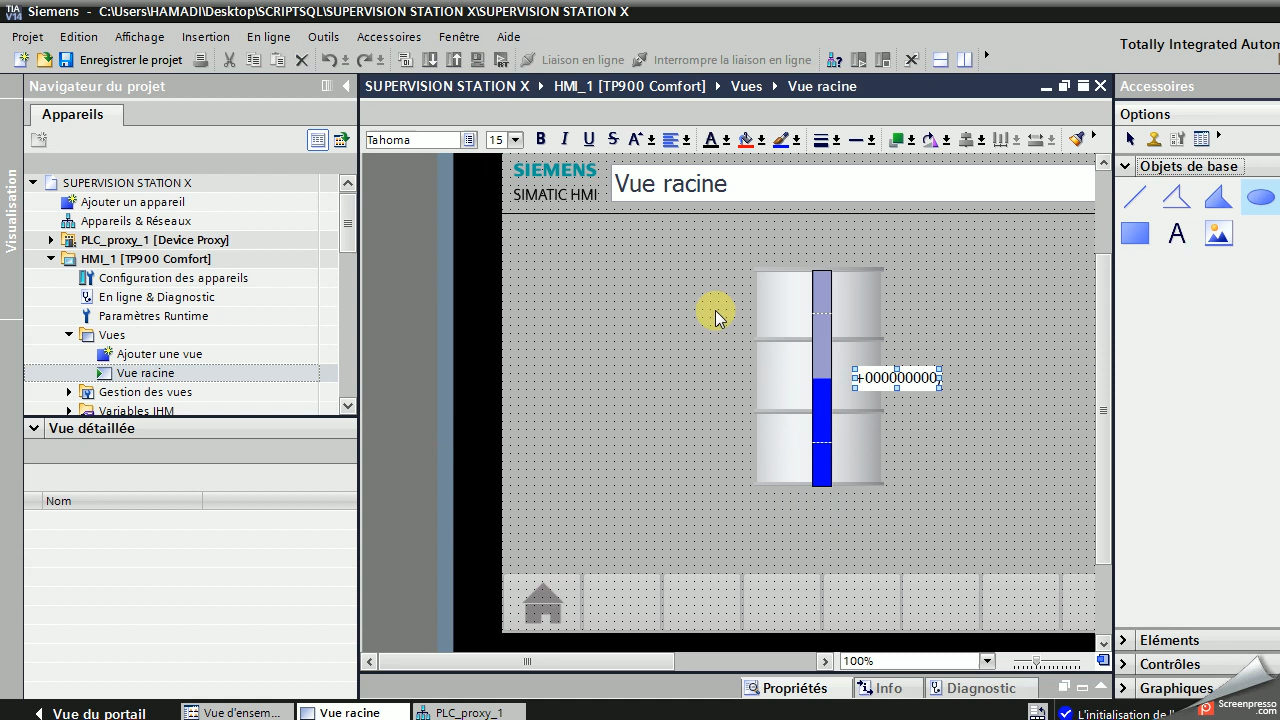 TIA
V14
Siemens - C:\Users\HAMADI\Desktop\SCRIPTSQL\SUPERVISION STATION X\SUPERVISION STATION X
Projet Edition Affichage Insertion En ligne Outils Accessoires Fenêtre Aide
Enregistrer le projet Liaison en ligne Interrompre la liaison en ligne
Totally Integrated Autom
Navigateur du projet
SUPERVISION STATION X HMI_1 [TP900 Comfort] Vues Vue racine
Accessoires
Appareils
Options
Tahoma 15 B I U S A A
Visualisation
Objets de base
SUPERVISION STATION X
Ajouter un appareil
Appareils & Réseaux
PLC_proxy_1 [Device Proxy]
HMI_1 [TP900 Comfort]
Configuration des appareils
En ligne & Diagnostic
Paramètres Runtime
Vues
Ajouter une vue
Vue racine
Gestion des vues
Variables IHM
SIEMENS
SIMATIC HMI
Vue racine
+000000000,
A
Vue détaillée
Nom
100%
Eléments
Contrôles
Graphiques
Propriétés Info Diagnostic
Vue du portail Vue d'ensem... Vue racine PLC_proxy_1
L'initialisation de l'
Screenpresso
.com